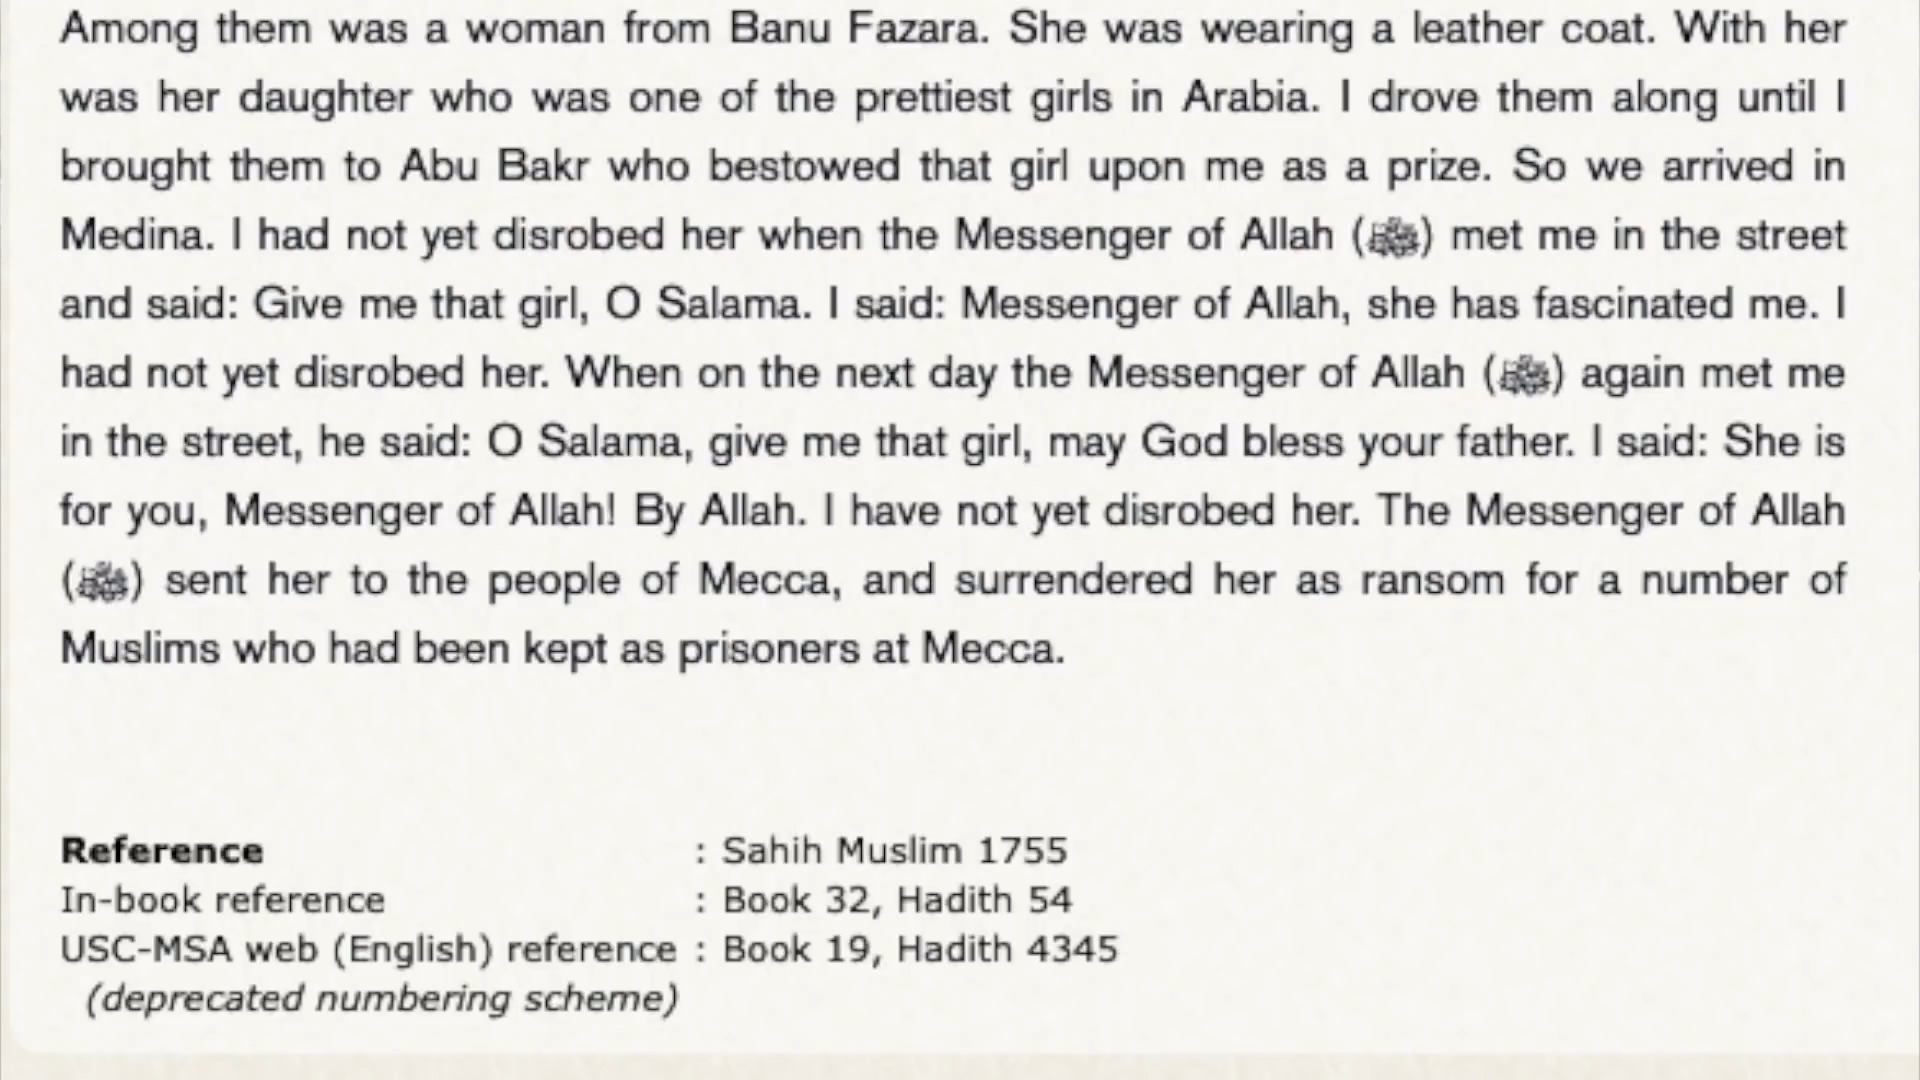 Among them was a woman from Banu Fazara. She was wearing a leather coat. With her
was her daughter who was one of the prettiest girls in Arabia. I drove them along until I
brought them to Abu Bakr who bestowed that girl upon me as a prize. So we arrived in
Medina. I had not yet disrobed her when the Messenger of Allah (ﷺ) met me in the street
and said: Give me that girl, O Salama. I said: Messenger of Allah, she has fascinated me. I
had not yet disrobed her. When on the next day the Messenger of Allah (ﷺ) again met me
in the street, he said: O Salama, give me that girl, may God bless your father. I said: She is
for you, Messenger of Allah! By Allah. I have not yet disrobed her. The Messenger of Allah
(ﷺ) sent her to the people of Mecca, and surrendered her as ransom for a number of
Muslims who had been kept as prisoners at Mecca.
Reference : Sahih Muslim 1755
In-book reference : Book 32, Hadith 54
USC-MSA web (English) reference : Book 19, Hadith 4345
(deprecated numbering scheme)